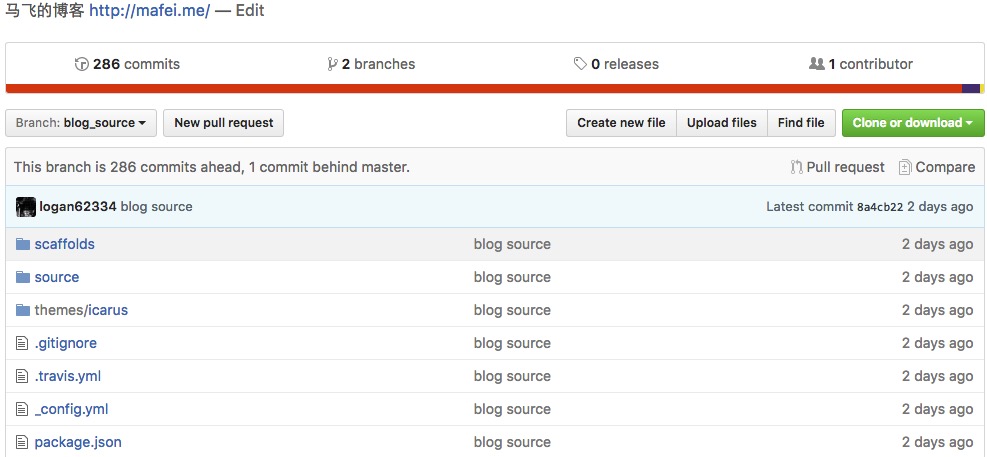 马飞的博客 http://mafei.me/ — Edit
286 commits 2 branches 0 releases 1 contributor
Branch: blog_source New pull request Create new file Upload files Find file Clone or download
This branch is 286 commits ahead, 1 commit behind master. Pull request Compare
logan62334 blog source Latest commit 8a4cb22 2 days ago
scaffolds blog source 2 days ago
source blog source 2 days ago
themes/icarus blog source 2 days ago
.gitignore blog source 2 days ago
.travis.yml blog source 2 days ago
_config.yml blog source 2 days ago
package.json blog source 2 days ago